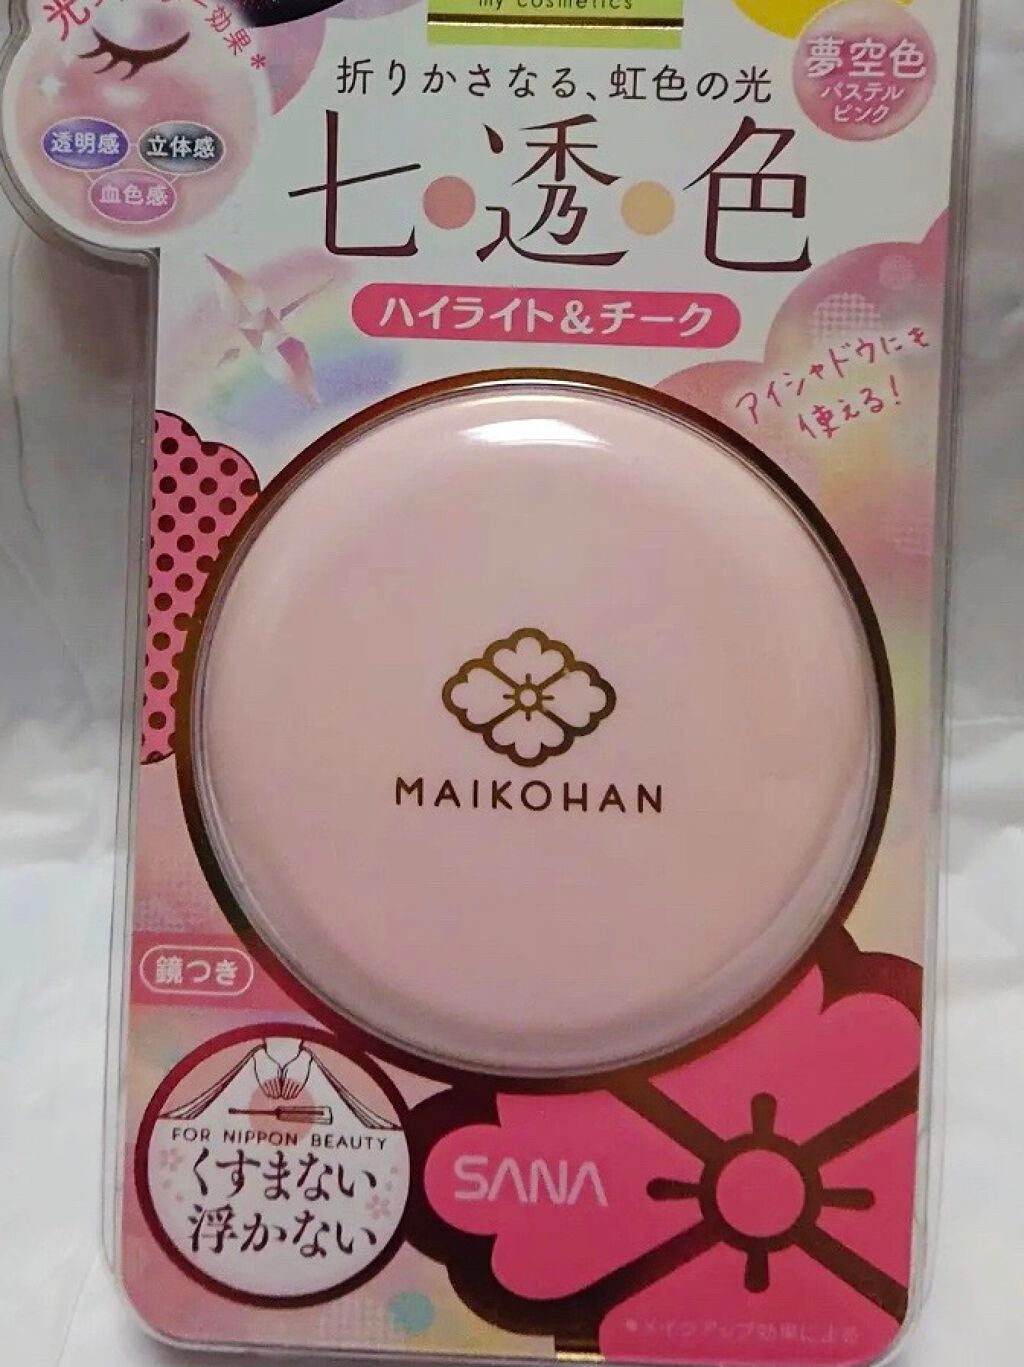 my cosmetics
効果*
夢空色
パステル
ピンク
透明感
立体感
血色感
折りかさなる、虹色の光
七・透・色
ハイライト&チーク
アイシャドウにも
使える!
MAIKOHAN
鏡つき
FOR NIPPON BEAUTY
くすまない
浮かない
SANA
*メイクアップ効果による